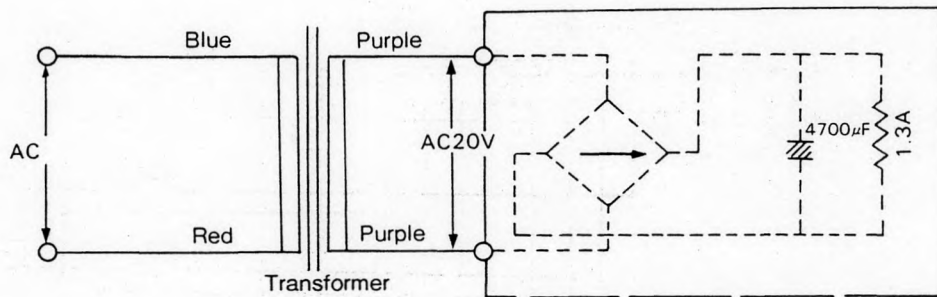 Blue
Purple
AC
AC20V
4700μF
1.3A
Red
Purple
Transformer